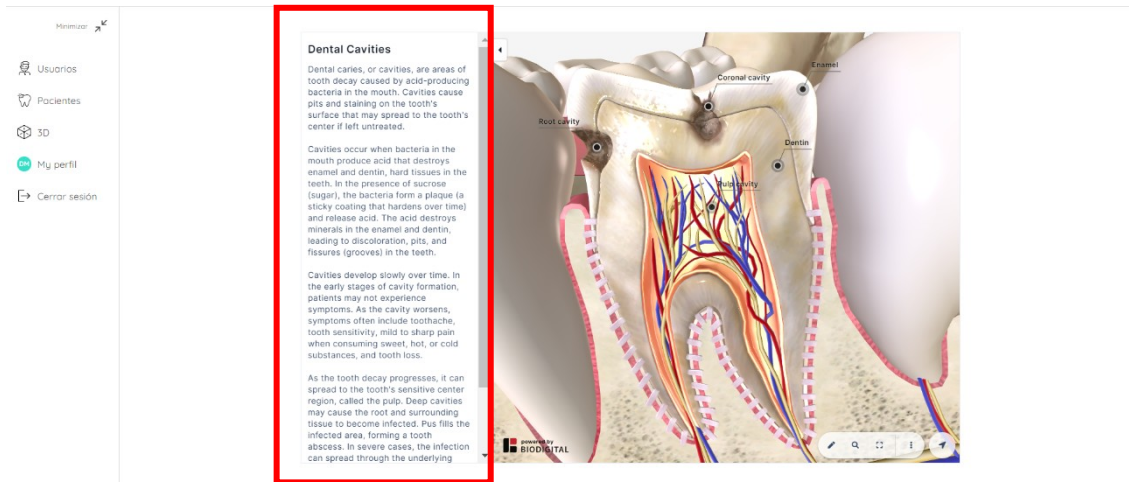 Minimizar
Usuarios
Pacientes
3D
DM
My perfil
Cerrar sesión
Dental Cavities
Dental caries, or cavities, are areas of
tooth decay caused by acid-producing
bacteria in the mouth. Cavities cause
pits and staining on the tooth's
surface that may spread to the tooth's
center if left untreated.
Cavities occur when bacteria in the
mouth produce acid that destroys
enamel and dentin, hard tissues in the
teeth. In the presence of sucrose
(sugar), the bacteria form a plaque (a
sticky coating that hardens over time)
and release acid. The acid destroys
minerals in the enamel and dentin,
leading to discoloration, pits, and
fissures (grooves) in the teeth.
Cavities develop slowly over time. In
the early stages of cavity formation,
patients may not experience
symptoms. As the cavity worsens,
symptoms often include toothache,
tooth sensitivity, mild to sharp pain
when consuming sweet, hot, or cold
substances, and tooth loss.
As the tooth decay progresses, it can
spread to the tooth's sensitive center
region, called the pulp. Deep cavities
may cause the root and surrounding
tissue to become infected. Pus fills the
infected area, forming a tooth
abscess. In severe cases, the infection
can spread through the underlying
Enamel
Coronal cavity
Root cavity
Dentin
Pulp cavity
powered by
BIODIGITAL